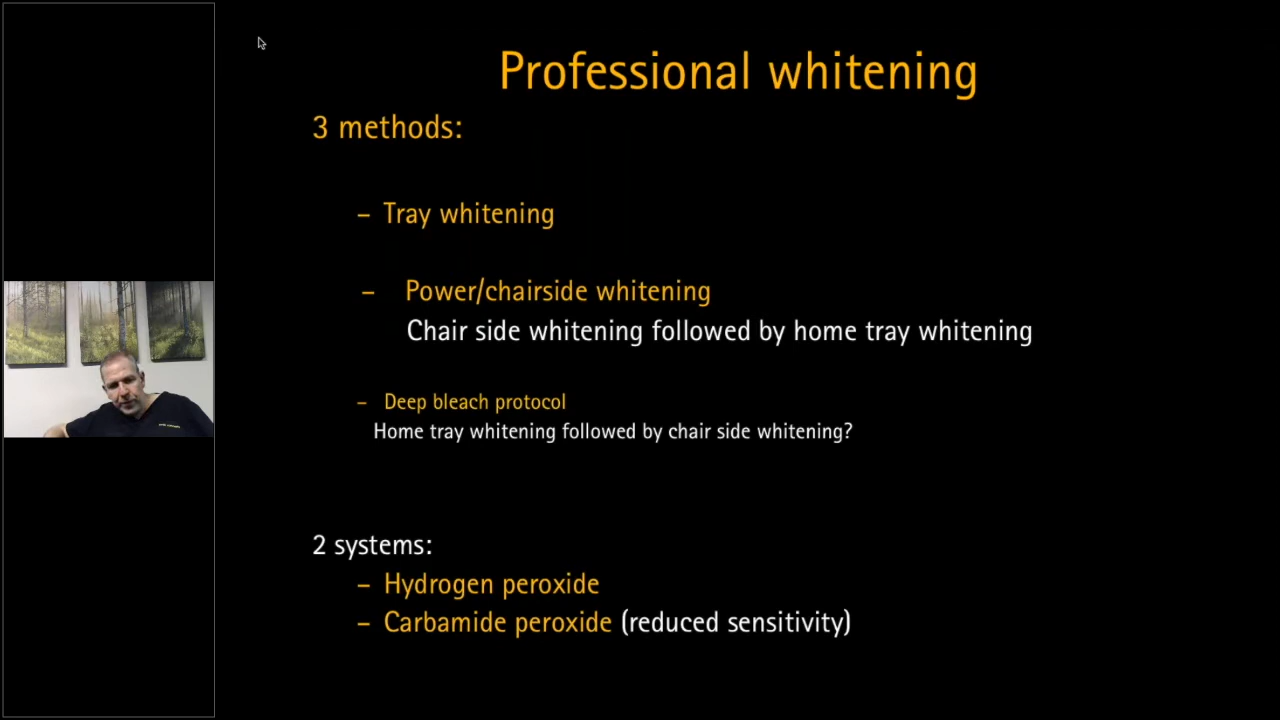 Professional whitening
3 methods:
– Tray whitening
– Power/chairside whitening
Chair side whitening followed by home tray whitening
– Deep bleach protocol
Home tray whitening followed by chair side whitening?
2 systems:
– Hydrogen peroxide
– Carbamide peroxide (reduced sensitivity)